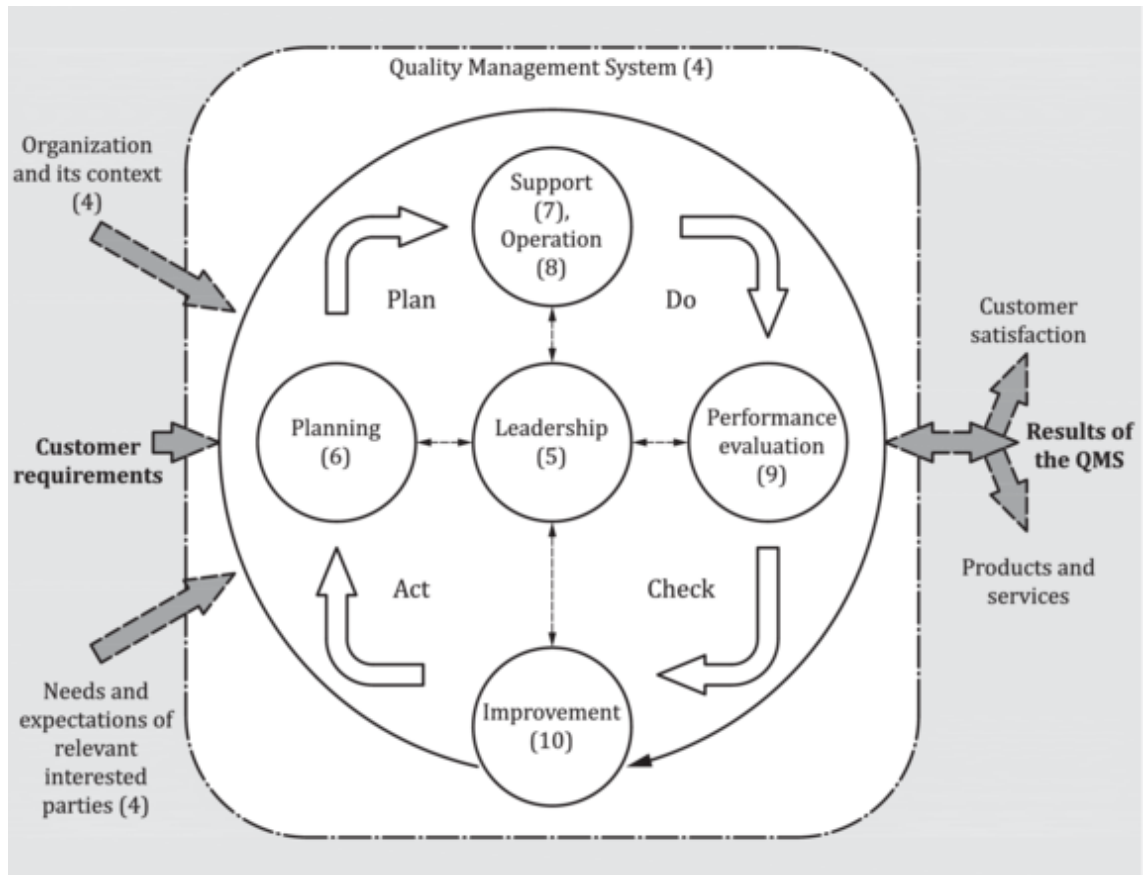 Quality Management System (4)
Organization
and its context
(4)
Support
(7),
Operation
(8)
Plan
Do
Customer
satisfaction
Planning
(6)
Leadership
(5)
Performance
evaluation
(9)
Customer
requirements
Results of
the QMS
Act
Check
Products and
services
Needs and
expectations of
relevant
interested
parties (4)
Improvement
(10)